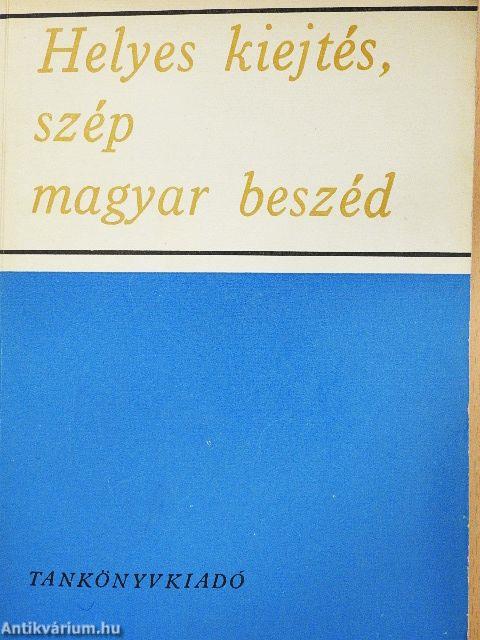 Helyes kiejtés,
szép
magyar beszéd
TANKÖNYVKIADÓ
Antikvárium.hu